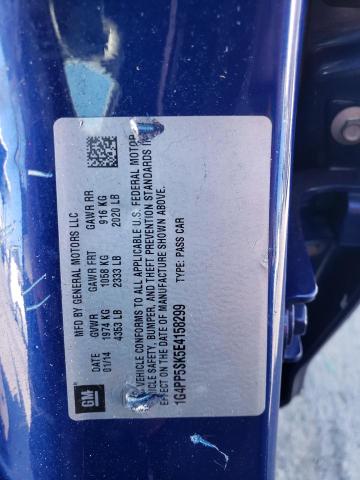 MFD BY GENERAL MOTORS LLC
DATE GVWR GAWR FRT GAWR RR
01/14 1974 KG 1058 KG 916 KG
4353 LB 2333 LB 2020 LB
VEHICLE CONFORMS TO ALL APPLICABLE U.S. FEDERAL MOTOR
VEHICLE SAFETY, BUMPER, AND THEFT PREVENTION STANDARDS IN
EFFECT ON THE DATE OF MANUFACTURE SHOWN ABOVE.
1G4PP5SK5E4158299 TYPE: PASS CAR
GM